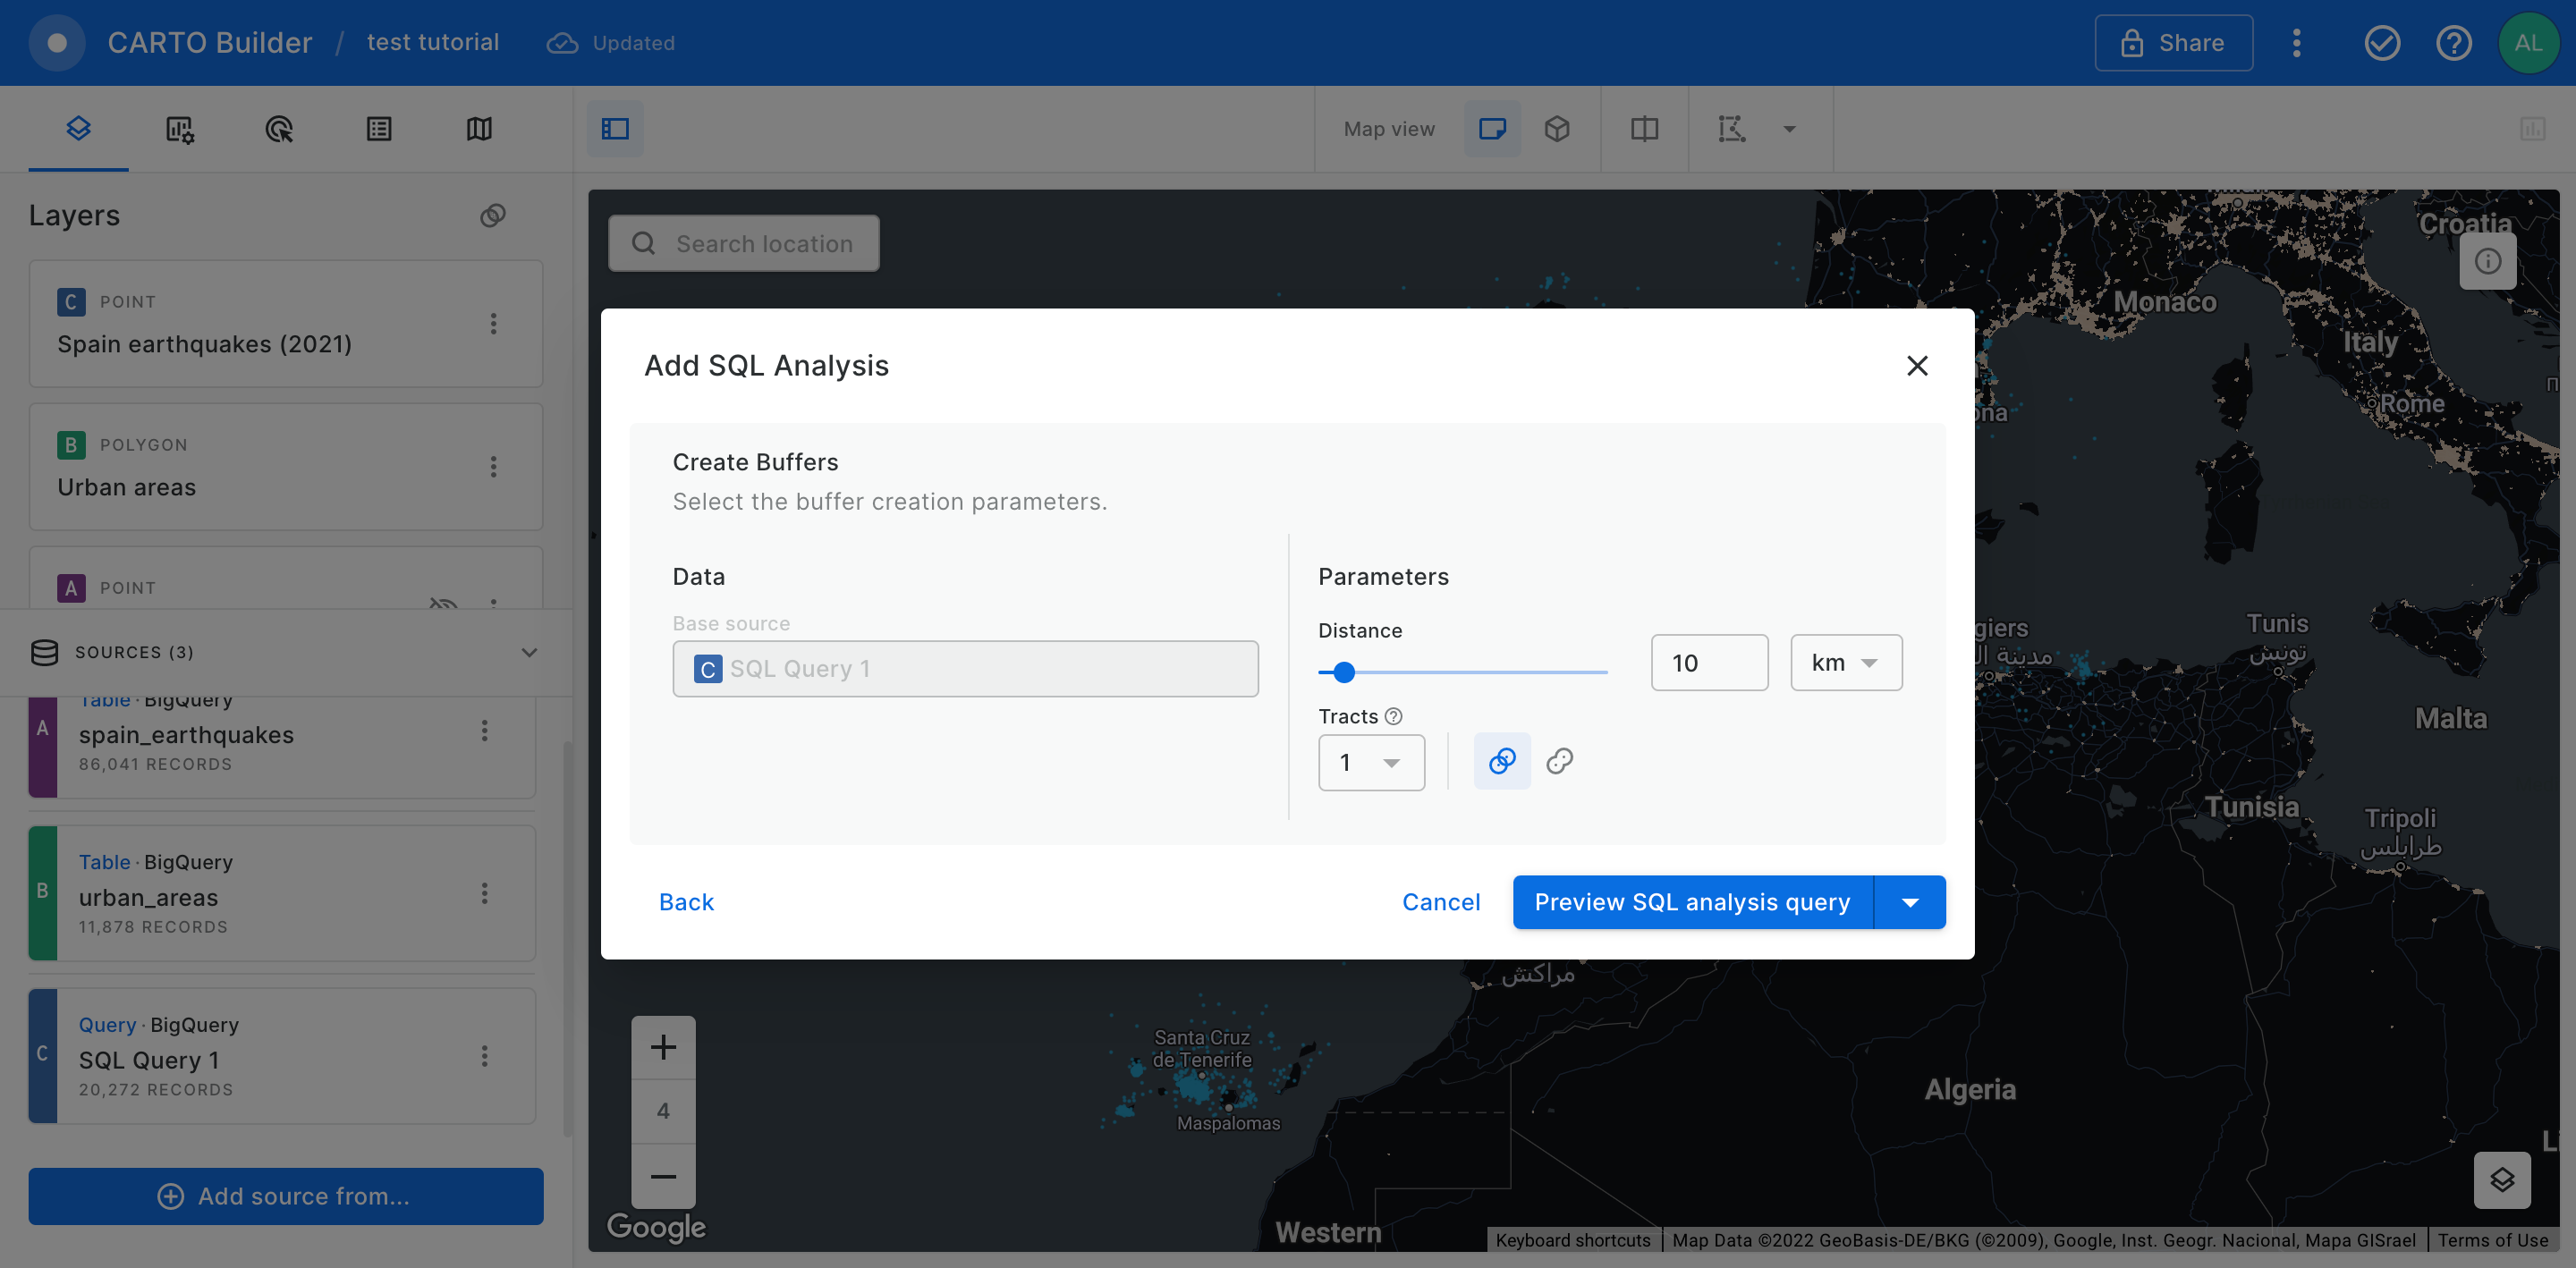 CARTO Builder / test tutorial Updated
Share
AL
Map view
Layers
C POINT
Spain earthquakes (2021)
B POLYGON
Urban areas
A POINT
SOURCES (3)
A
Table · BigQuery
spain_earthquakes
86,041 RECORDS
B
Table · BigQuery
urban_areas
11,878 RECORDS
C
Query · BigQuery
SQL Query 1
20,272 RECORDS
Add source from...
Search location
Add SQL Analysis
Create Buffers
Select the buffer creation parameters.
Data
Base source
C SQL Query 1
Parameters
Distance
10
km
Tracts
1
Back
Cancel
Preview SQL analysis query
Croatia
Monaco
Italy
Rome
ona
giers
Tunis
تونس
Malta
Tunisia
Tripoli
طرابلس
مراكش
Santa Cruz
de Tenerife
Maspalomas
Algeria
Western
4
Google
Keyboard shortcuts
Map Data ©2022 GeoBasis-DE/BKG (©2009), Google, Inst. Geogr. Nacional, Mapa GISrael
Terms of Use